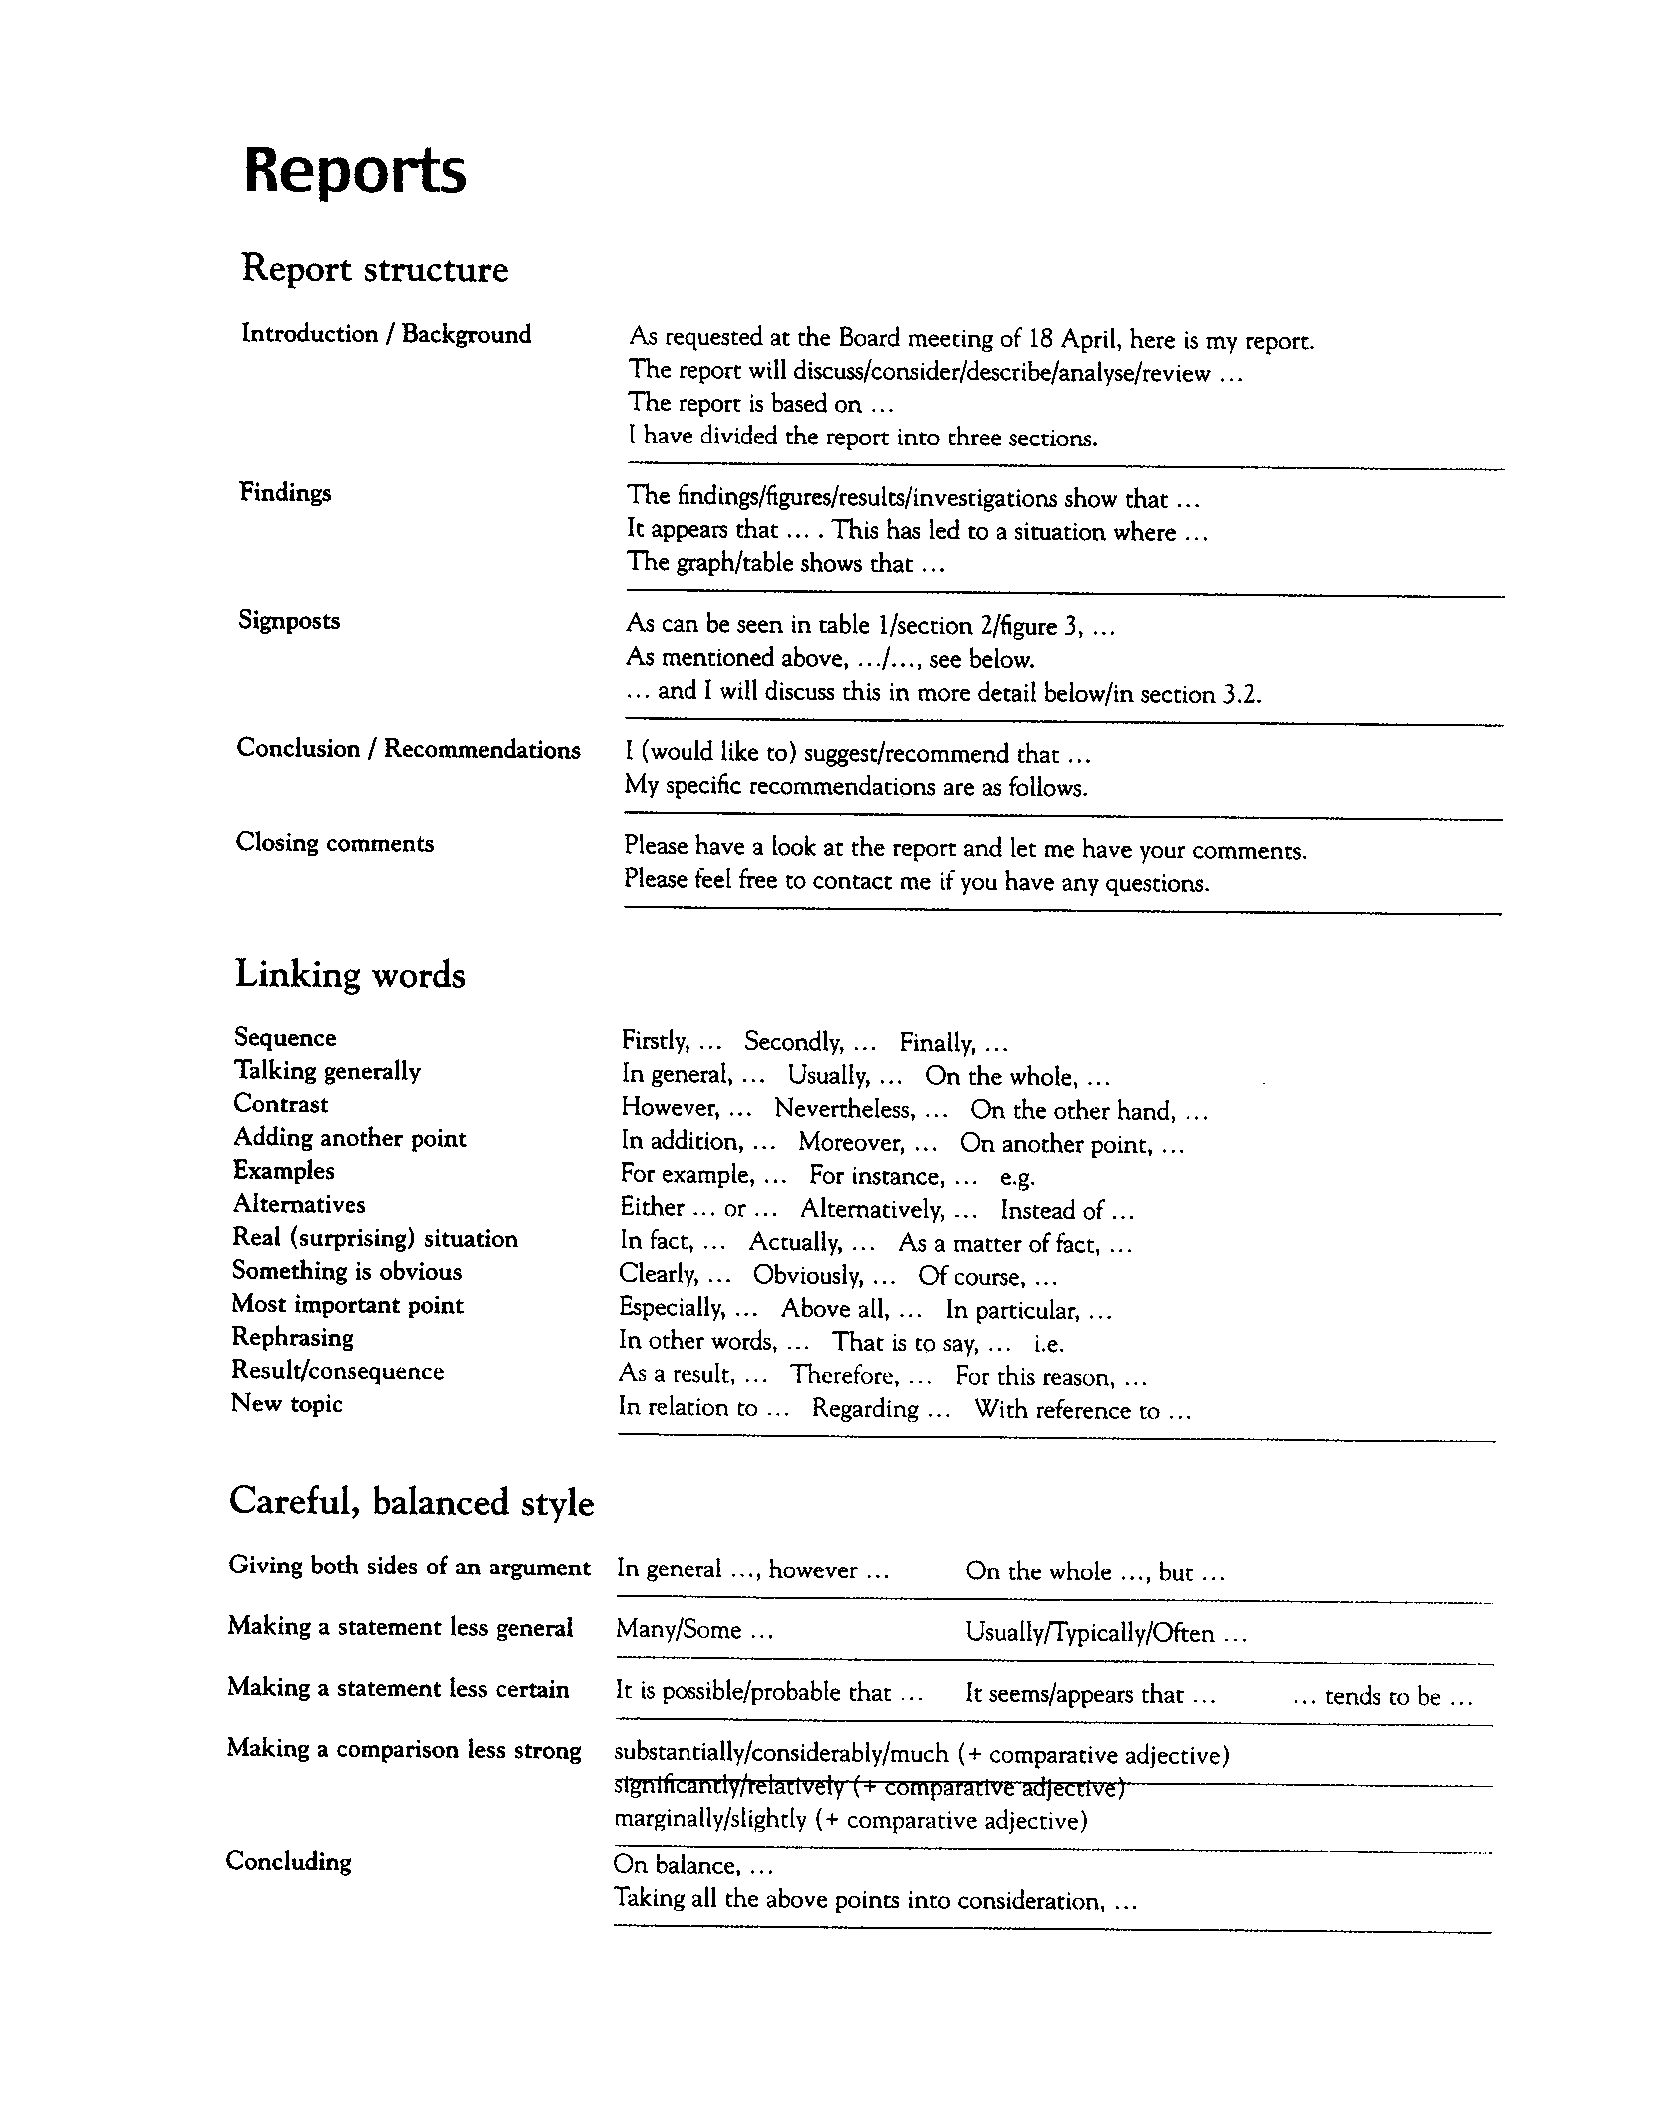 Reports
Report structure
Introduction / Background As requested at the Board meeting of 18 April, here is my report.
The report will discuss/consider/describe/analyse/review ...
The report is based on ...
I have divided the report into three sections.
Findings The findings/figures/results/investigations show that ...
It appears that ... . This has led to a situation where ...
The graph/table shows that ...
Signposts As can be seen in table 1/section 2/figure 3, ...
As mentioned above, .../..., see below.
... and I will discuss this in more detail below/in section 3.2.
Conclusion / Recommendations I (would like to) suggest/recommend that ...
My specific recommendations are as follows.
Closing comments Please have a look at the report and let me have your comments.
Please feel free to contact me if you have any questions.
Linking words
Sequence Firstly, ... Secondly, ... Finally, ...
Talking generally In general, ... Usually, ... On the whole, ...
Contrast However, ... Nevertheless, ... On the other hand, ...
Adding another point In addition, ... Moreover, ... On another point, ...
Examples For example, ... For instance, ... e.g.
Alternatives Either ... or ... Alternatively, ... Instead of ...
Real (surprising) situation In fact, ... Actually, ... As a matter of fact, ...
Something is obvious Clearly, ... Obviously, ... Of course, ...
Most important point Especially, ... Above all, ... In particular, ...
Rephrasing In other words, ... That is to say, ... i.e.
Result/consequence As a result, ... Therefore, ... For this reason, ...
New topic In relation to ... Regarding ... With reference to ...
Careful, balanced style
Giving both sides of an argument In general ..., however ... On the whole ..., but ...
Making a statement less general Many/Some ... Usually/Typically/Often ...
Making a statement less certain It is possible/probable that ... It seems/appears that ... ... tends to be ...
Making a comparison less strong substantially/considerably/much (+ comparative adjective)
significantly/relatively (+ comparative adjective)
marginally/slightly (+ comparative adjective)
Concluding On balance, ...
Taking all the above points into consideration, ...